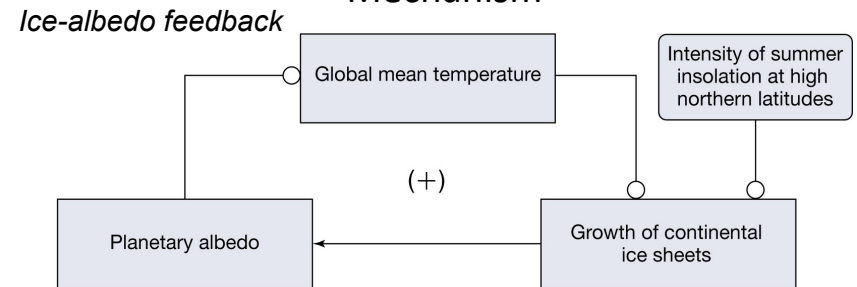 Mechanism
Ice-albedo feedback
Global mean temperature
Intensity of summer
insolation at high
northern latitudes
(+)
Planetary albedo
Growth of continental
ice sheets